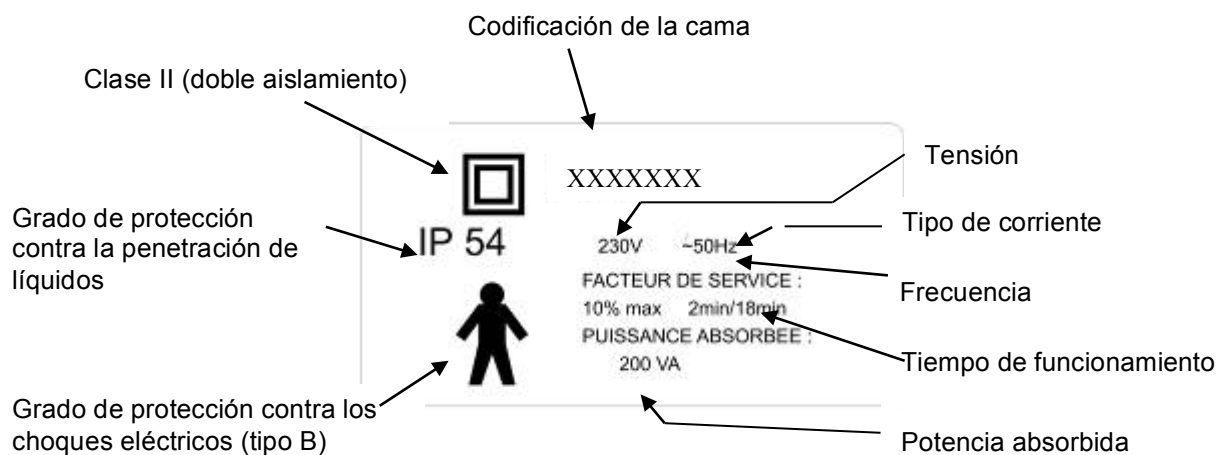 Codificación de la cama
Clase II (doble aislamiento)
Tensión
XXXXXXX
Grado de protección
contra la penetración de
líquidos
Tipo de corriente
IP 54
230V ~50Hz
FACTEUR DE SERVICE :
Frecuencia
10% max 2min/18min
PUISSANCE ABSORBEE :
200 VA
Tiempo de funcionamiento
Grado de protección contra los
choques eléctricos (tipo B)
Potencia absorbida